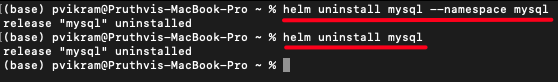 ((base) pvikram@Pruthvis-MacBook-Pro ~ % helm uninstall mysql --namespace mysql
release "mysql" uninstalled
((base) pvikram@Pruthvis-MacBook-Pro ~ % helm uninstall mysql
release "mysql" uninstalled
(base) pvikram@Pruthvis-MacBook-Pro ~ %